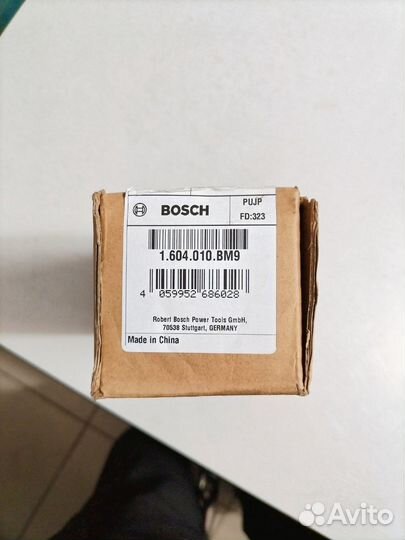 BOSCH
PUJP
FD:323
1.604.010.BM9
4 059952 686028
Robert Bosch Power Tools GmbH,
70538 Stuttgart, GERMANY
Made in China
Avito